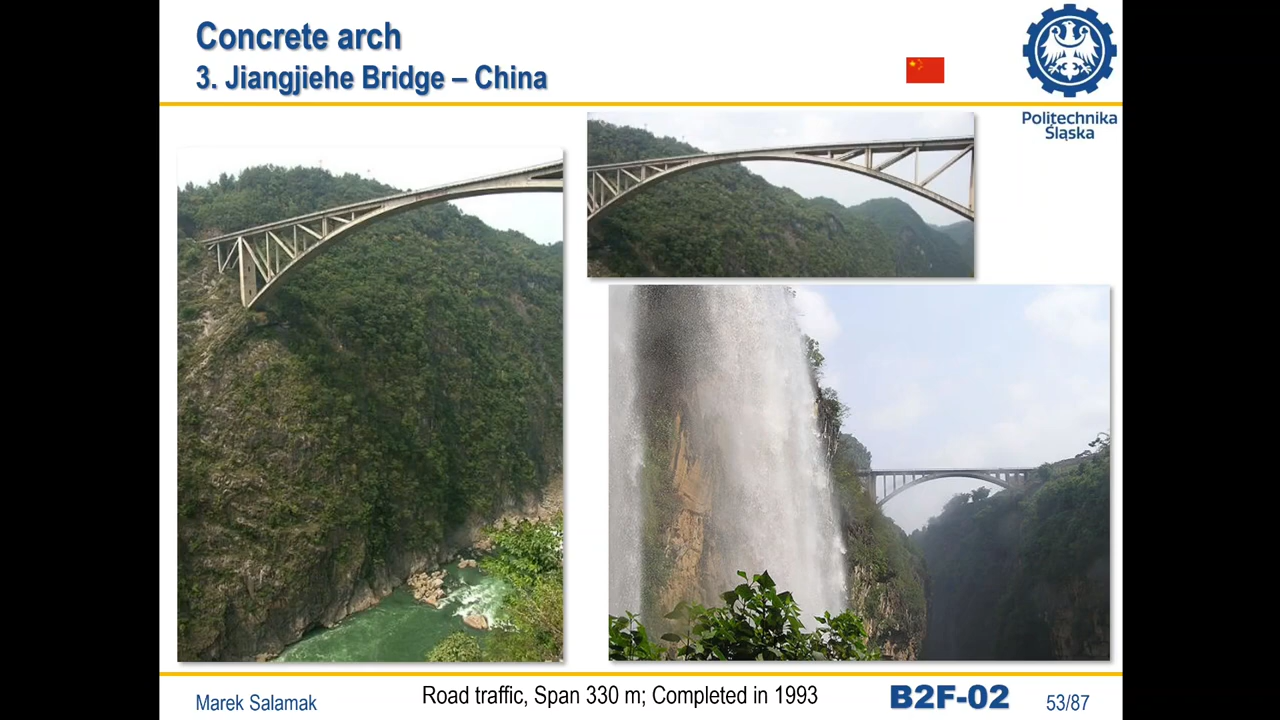 Concrete arch
3. Jiangjiehe Bridge – China
Politechnika
Śląska
Marek Salamak
Road traffic, Span 330 m; Completed in 1993
B2F-02
53/87